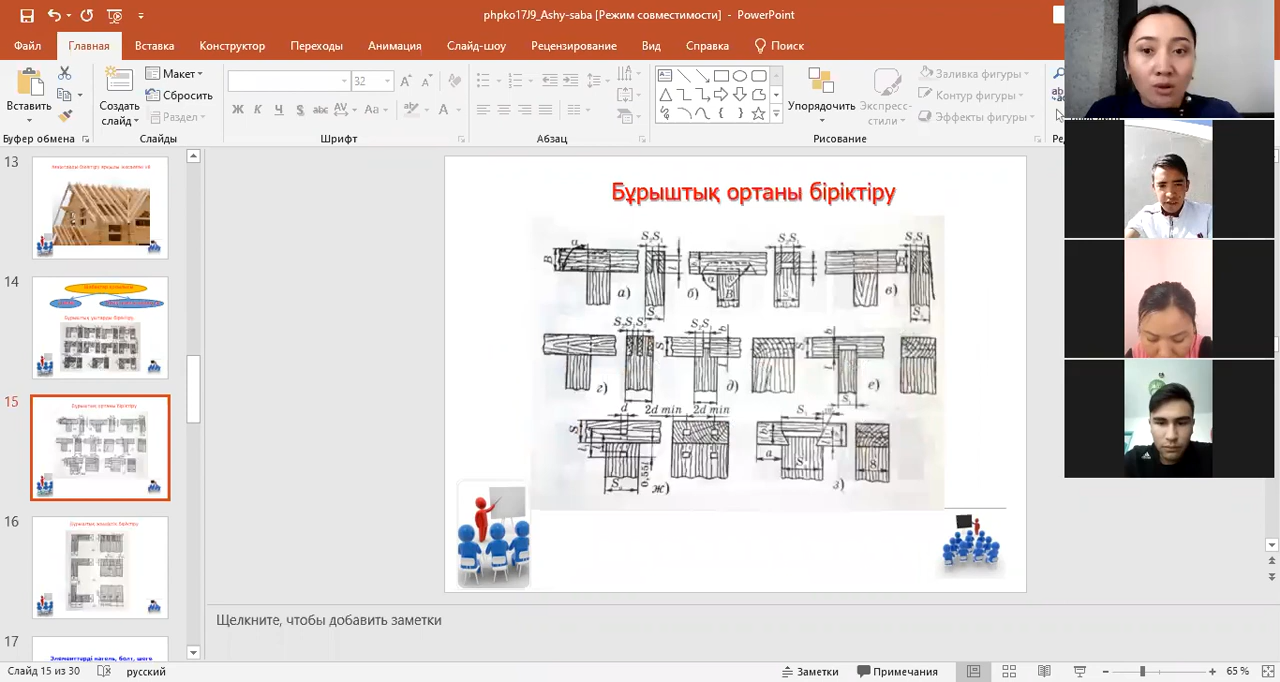 phpko17J9_Ashy-saba [Режим совместимости] - PowerPoint
Файл Главная Вставка Конструктор Переходы Анимация Слайд-шоу Рецензирование Вид Справка Поиск
Вставить
Буфер обмена
Создать слайд
Макет
Сбросить
Раздел
Слайды
32
Ж К Ч S abc AV Aa A
Шрифт
Абзац
Упорядочить
Экспресс-стили
Заливка фигуры
Контур фигуры
Эффекты фигуры
Рисование
13
14
15
16
17
Бұрыштық ортаны біріктіру
а) б) в)
г) д) е)
d 2d min 2d min
ж) з)
Щелкните, чтобы добавить заметки
Слайд 15 из 30 русский Заметки Примечания 65 %